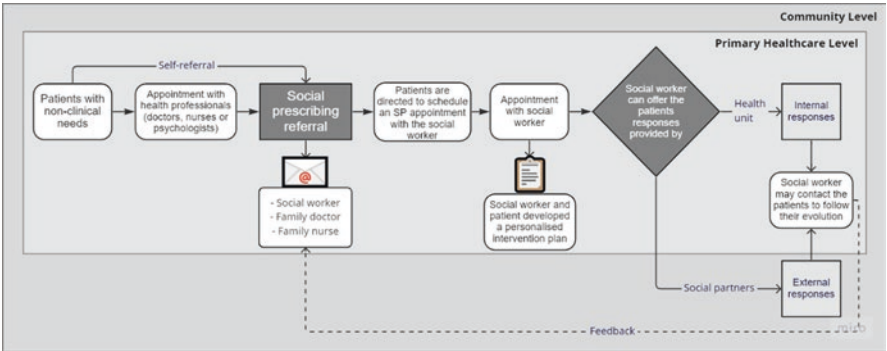 Community Level
Primary Healthcare Level
Self-referral
Patients with
non-clinical
needs
Appointment with
health professionals
(doctors, nurses or
psychologists)
Social
prescribing
referral
Patients are
directed to schedule
an SP appointment
with the social
worker
Appointment
with social
worker
Social worker
can offer the
patients
responses
provided by
Health
unit
Internal
responses
@
- Social worker
- Family doctor
- Family nurse
Social worker and
patient developed
a personalised
intervention plan
Social worker
may contact the
patients to follow
their evolution
Social partners
External
responses
Feedback
miro